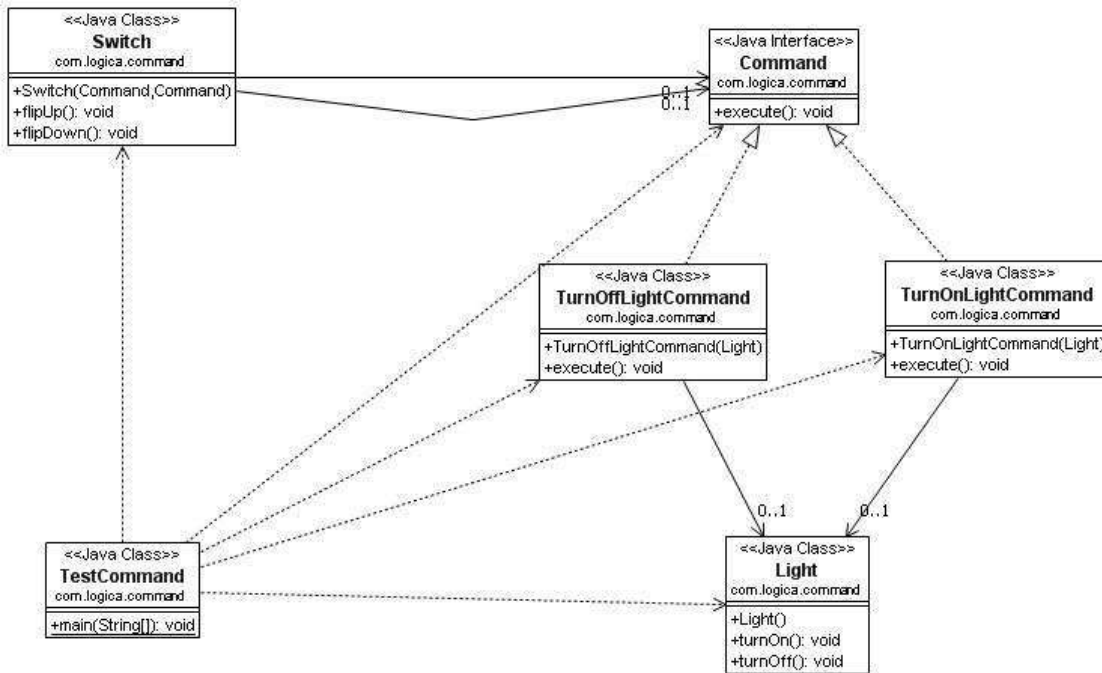 <<Java Class>>
Switch
com.logica.command
+Switch(Command,Command)
+flipUp(): void
+flipDown(): void
<<Java Interface>>
Command
com.logica.command
+execute(): void
0..1
0..1
<<Java Class>>
TurnOffLightCommand
com.logica.command
+TurnOffLightCommand(Light)
+execute(): void
<<Java Class>>
TurnOnLightCommand
com.logica.command
+TurnOnLightCommand(Light)
+execute(): void
0..1
0..1
<<Java Class>>
TestCommand
com.logica.command
+main(String[]): void
<<Java Class>>
Light
com.logica.command
+Light()
+turnOn(): void
+turnOff(): void